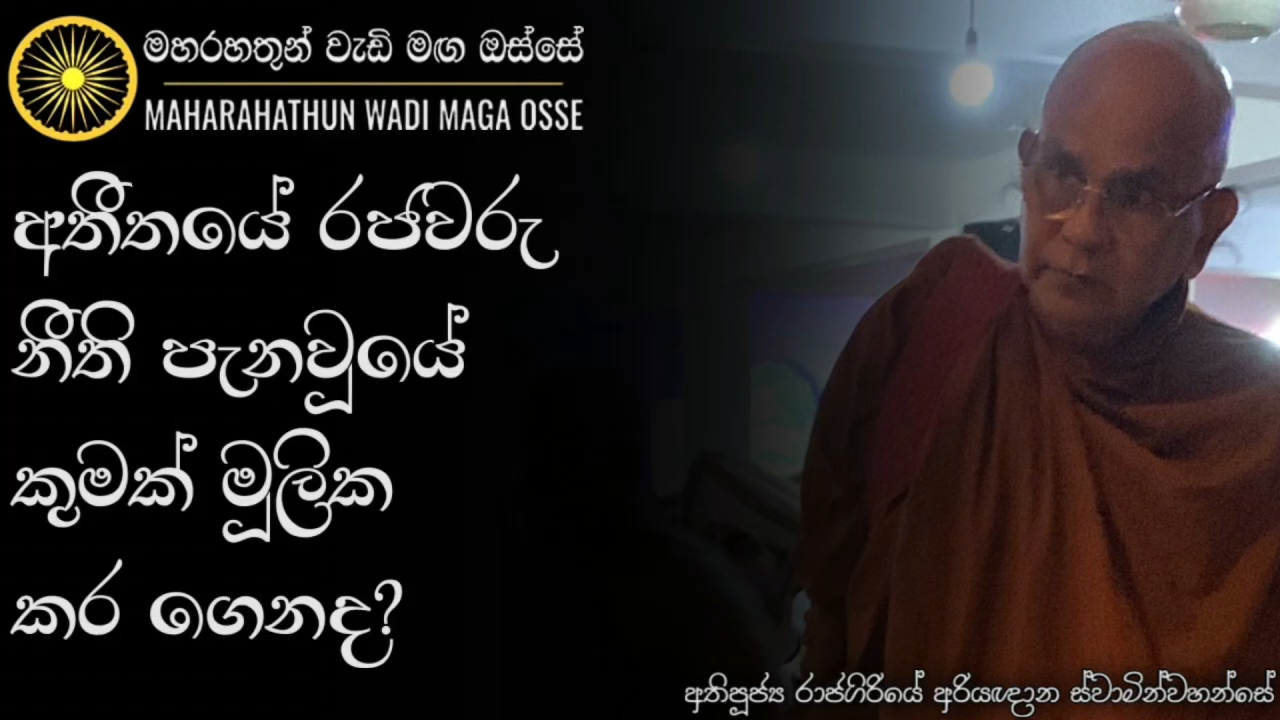 මහරහතුන් වැඩි මඟ ඔස්සේ
MAHARAHATHUN WADI MAGA OSSE
අතීතයේ රජවරු
නීති පැනවූයේ
කුමක් මූලික
කර ගෙනද?
අතිපූජ්‍ය රාජගිරියේ අරියඥාන ස්වාමින්වහන්සේ